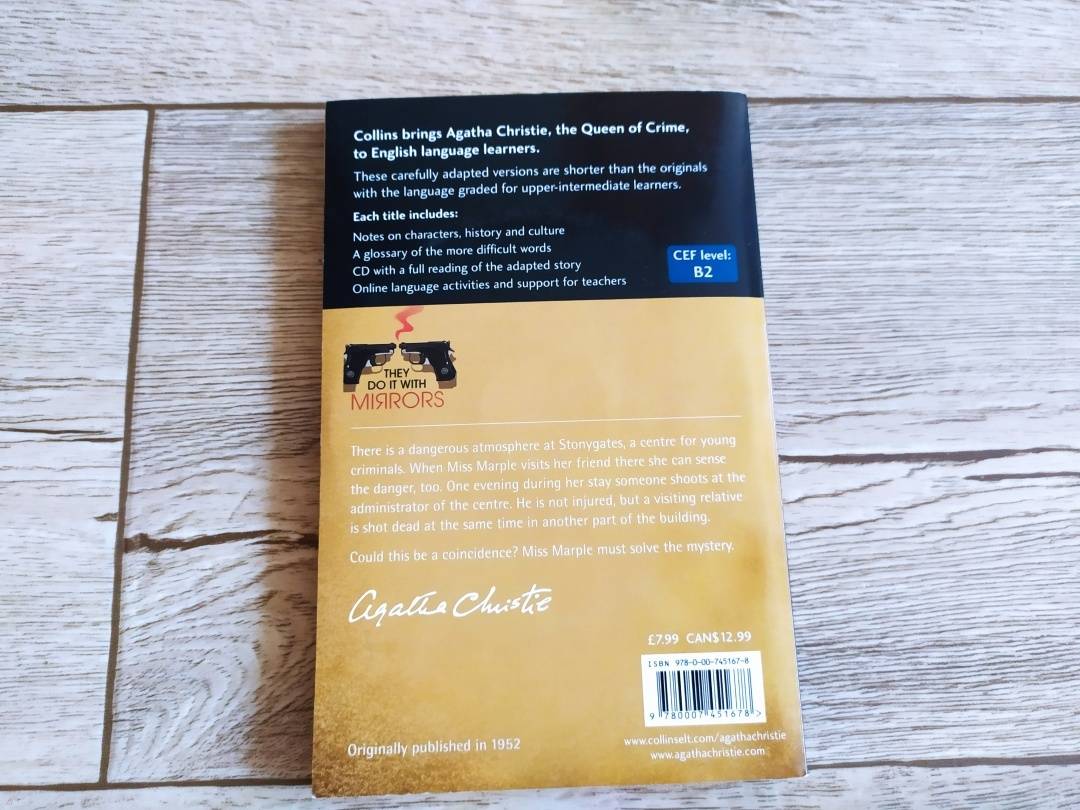 Collins brings Agatha Christie, the Queen of Crime,
to English language learners.
These carefully adapted versions are shorter than the originals
with the language graded for upper-intermediate learners.
Each title includes:
Notes on characters, history and culture
A glossary of the more difficult words
CD with a full reading of the adapted story
Online language activities and support for teachers
CEF level:
B2
THEY
DO IT WITH
MIRRORS
There is a dangerous atmosphere at Stonygates, a centre for young
criminals. When Miss Marple visits her friend there she can sense
the danger, too. One evening during her stay someone shoots at the
administrator of the centre. He is not injured, but a visiting relative
is shot dead at the same time in another part of the building.
Could this be a coincidence? Miss Marple must solve the mystery.
Agatha Christie
£7.99 CAN$12.99
ISBN 978-0-00-745167-8
9 780007 451678 >
Originally published in 1952
www.collinselt.com/agathachristie
www.agathachristie.com